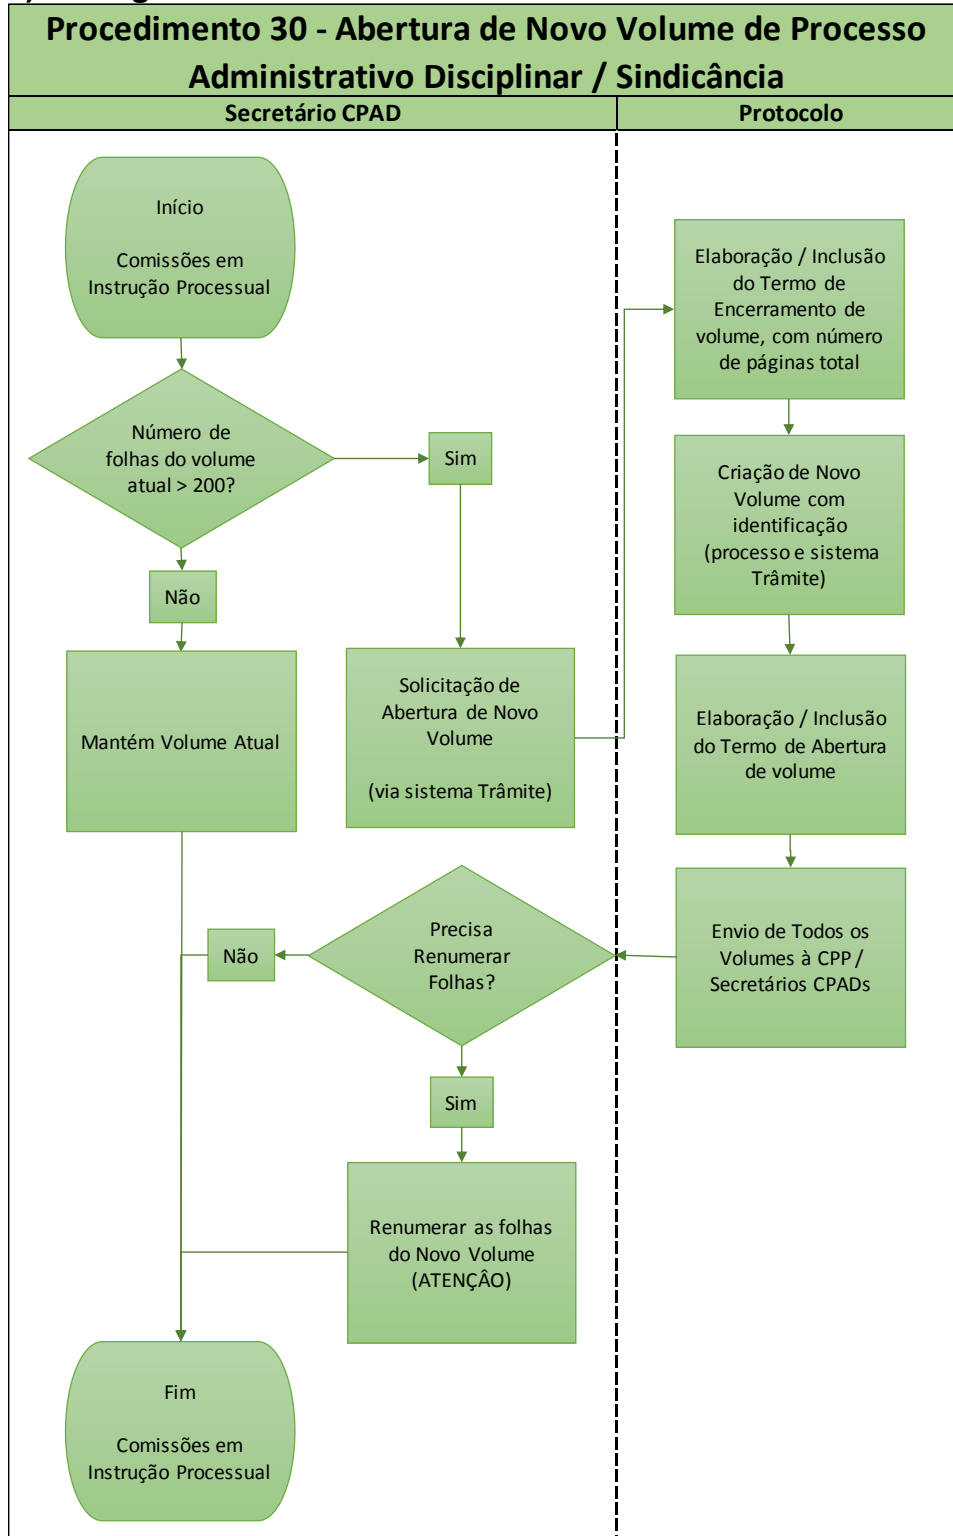 Procedimento 30 - Abertura de Novo Volume de Processo
Administrativo Disciplinar / Sindicância
Secretário CPAD
Protocolo
Início
Comissões em
Instrução Processual
Número de
folhas do volume
atual > 200?
Sim
Não
Mantém Volume Atual
Solicitação de
Abertura de Novo
Volume
(via sistema Trâmite)
Elaboração / Inclusão
do Termo de
Encerramento de
volume, com número
de páginas total
Criação de Novo
Volume com
identificação
(processo e sistema
Trâmite)
Elaboração / Inclusão
do Termo de Abertura
de volume
Envio de Todos os
Volumes à CPP /
Secretários CPADs
Precisa
Renumerar
Folhas?
Não
Sim
Renumerar as folhas
do Novo Volume
(ATENÇÂO)
Fim
Comissões em
Instrução Processual